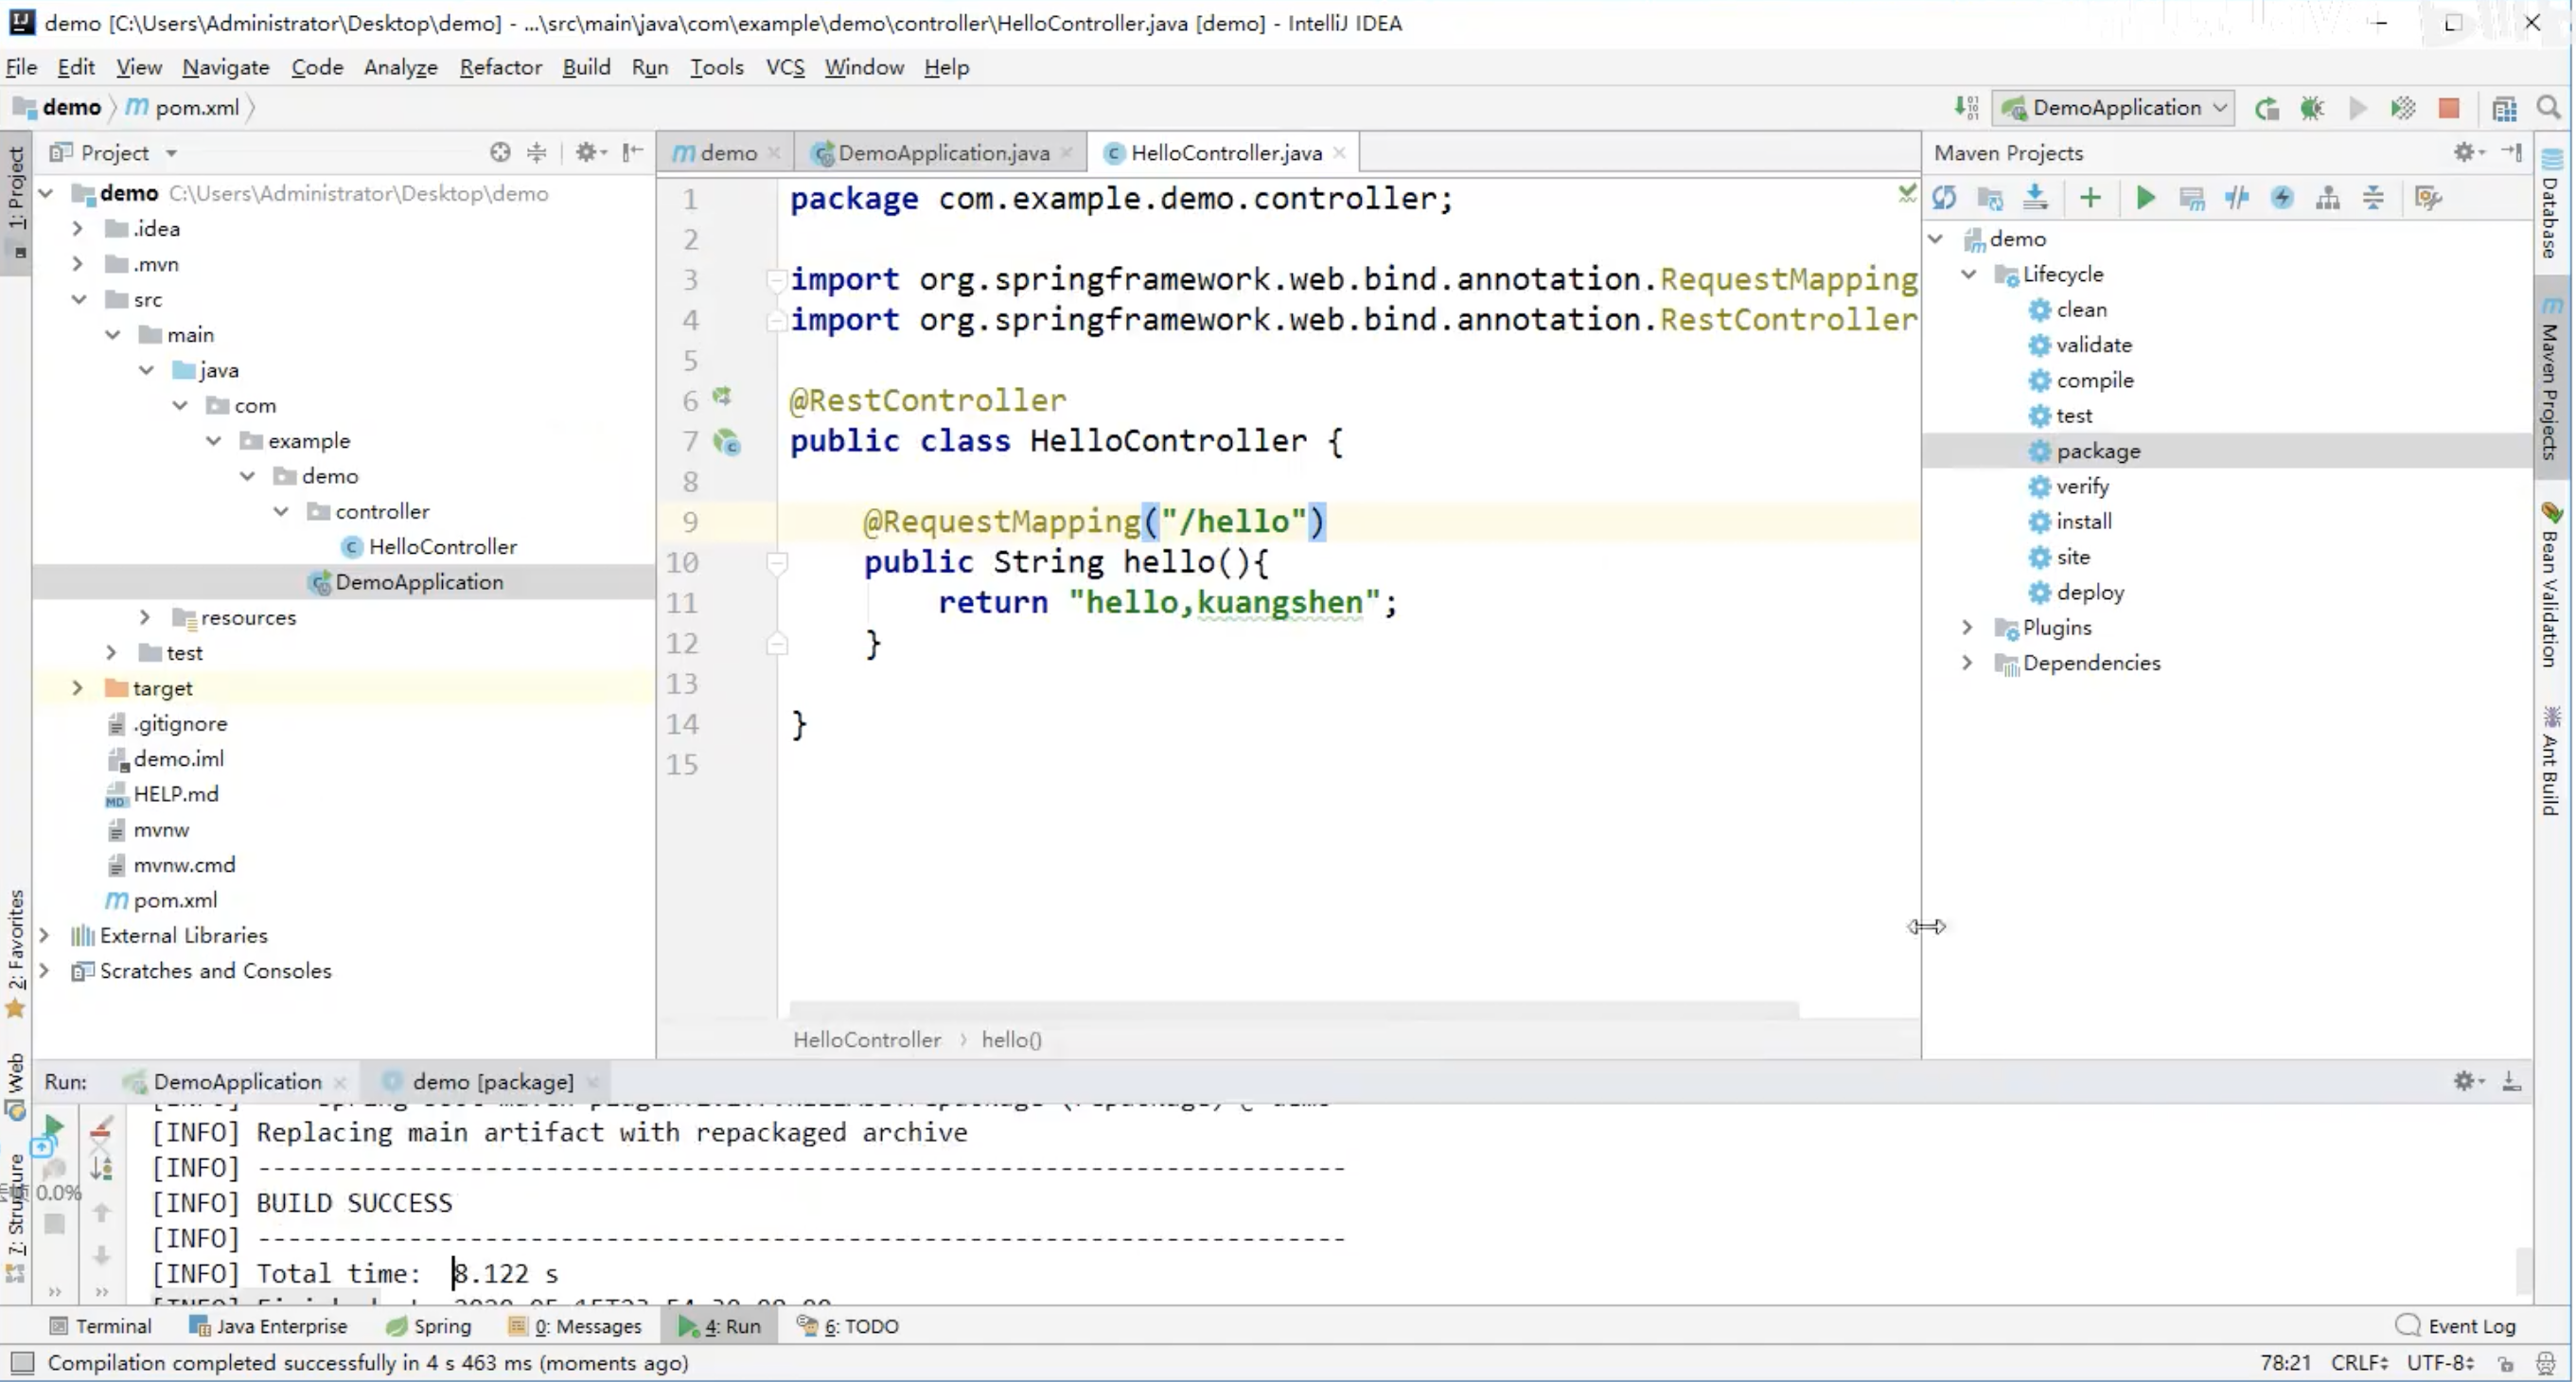 demo [C:\Users\Administrator\Desktop\demo] - ...\src\main\java\com\example\demo\controller\HelloController.java [demo] - IntelliJ IDEA
File Edit View Navigate Code Analyze Refactor Build Run Tools VCS Window Help
demo pom.xml
DemoApplication
1: Project
Project
demo C:\Users\Administrator\Desktop\demo
.idea
.mvn
src
main
java
com
example
demo
controller
HelloController
DemoApplication
resources
test
target
.gitignore
demo.iml
HELP.md
mvnw
mvnw.cmd
pom.xml
External Libraries
Scratches and Consoles
2: Favorites
Web
7: Structure
demo DemoApplication.java HelloController.java
1 package com.example.demo.controller;
2
3 import org.springframework.web.bind.annotation.RequestMapping
4 import org.springframework.web.bind.annotation.RestController
5
6 @RestController
7 public class HelloController {
8
9 @RequestMapping("/hello")
10 public String hello(){
11 return "hello,kuangshen";
12 }
13
14 }
15
HelloController › hello()
Maven Projects
demo
Lifecycle
clean
validate
compile
test
package
verify
install
site
deploy
Plugins
Dependencies
Database
Maven Projects
Bean Validation
Ant Build
Run: DemoApplication demo [package]
[INFO] Replacing main artifact with repackaged archive
[INFO] ------------------------------------------------------------------------
[INFO] BUILD SUCCESS
[INFO] ------------------------------------------------------------------------
[INFO] Total time: 8.122 s
0.0%
Terminal Java Enterprise Spring 0: Messages 4: Run 6: TODO Event Log
Compilation completed successfully in 4 s 463 ms (moments ago) 78:21 CRLF UTF-8